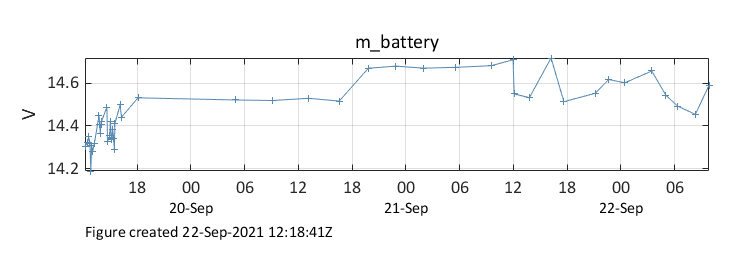 m_battery
V
14.6
14.4
14.2
18 00 06 12 18 00 06 12 18 00 06
20-Sep 21-Sep 22-Sep
Figure created 22-Sep-2021 12:18:41Z